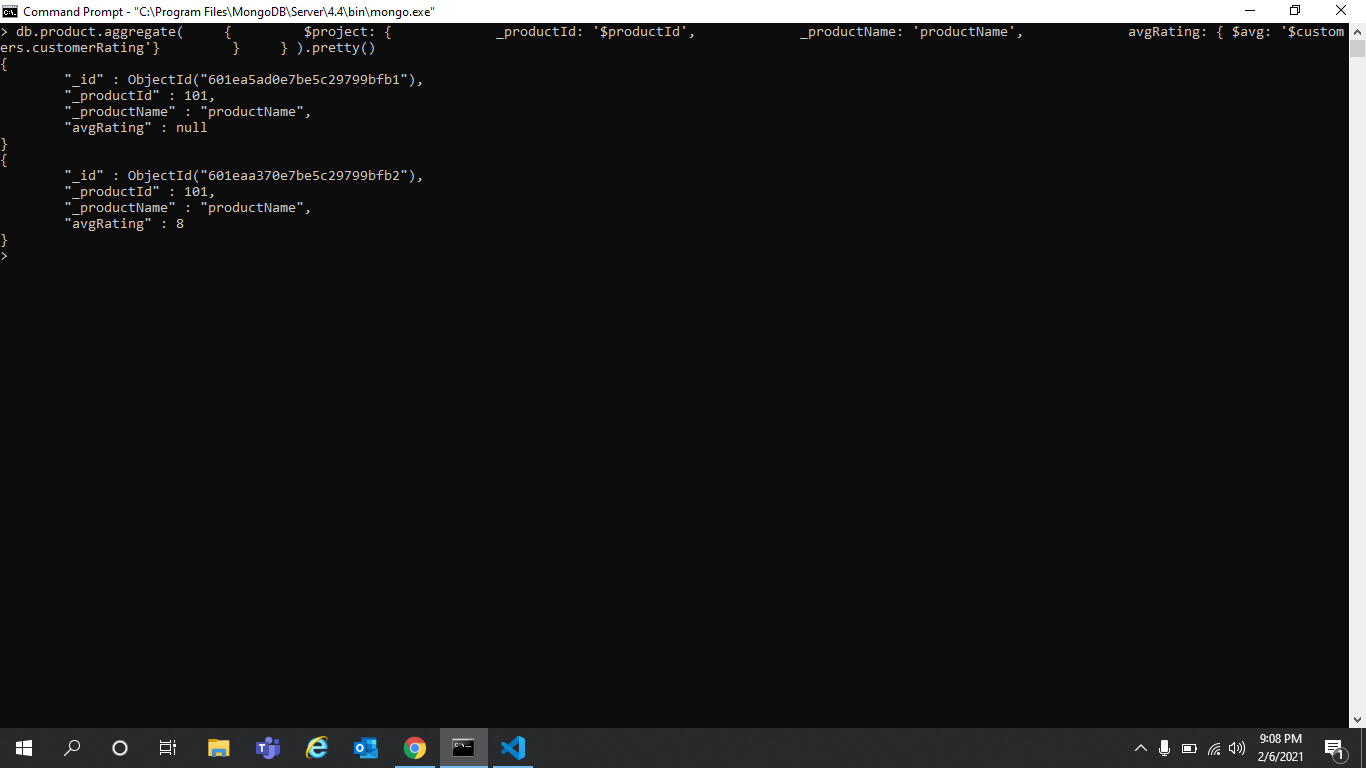 Command Prompt - "C:\Program Files\MongoDB\Server\4.4\bin\mongo.exe"
> db.product.aggregate(     {         $project: {             _productId: '$productId',             _productName: 'productName',             avgRating: { $avg: '$custom
ers.customerRating'}         }     } ).pretty()
{
        "_id" : ObjectId("601ea5ad0e7be5c29799bfb1"),
        "_productId" : 101,
        "_productName" : "productName",
        "avgRating" : null
}
{
        "_id" : ObjectId("601eaa370e7be5c29799bfb2"),
        "_productId" : 101,
        "_productName" : "productName",
        "avgRating" : 8
}
>
9:08 PM
2/6/2021
1